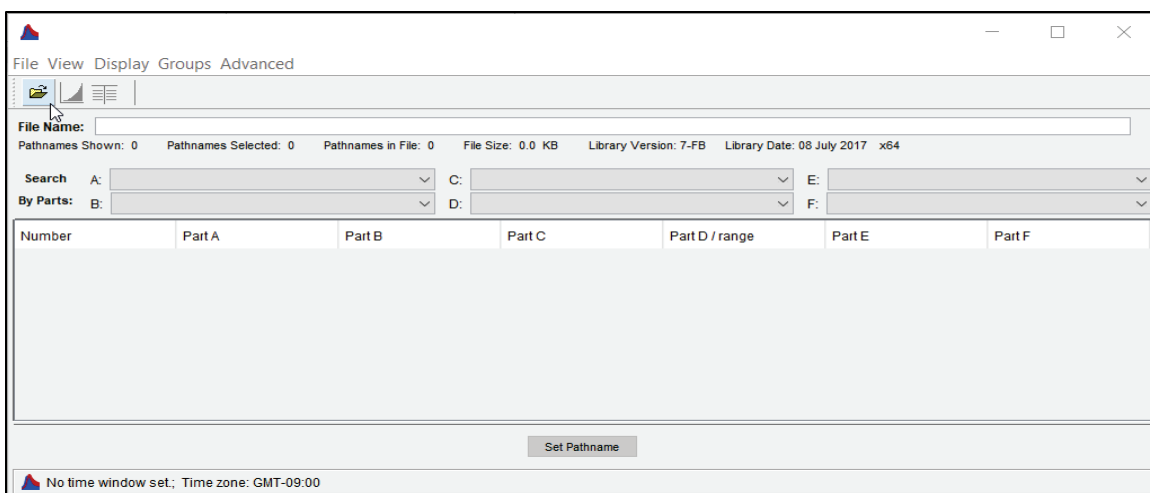 File View Display Groups Advanced
File Name:
Pathnames Shown: 0 Pathnames Selected: 0 Pathnames in File: 0 File Size: 0.0 KB Library Version: 7-FB Library Date: 08 July 2017 x64
Search A: C: E:
By Parts: B: D: F:
Number Part A Part B Part C Part D / range Part E Part F
Set Pathname
No time window set.; Time zone: GMT-09:00